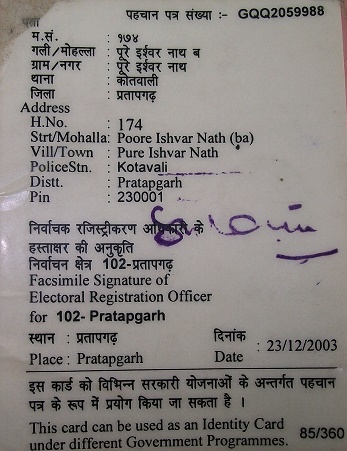 पता
पहचान पत्र संख्या :- GQQ2059988
म.सं. : १७४
गली/मोहल्ला : पूरे ईश्वर नाथ ब
ग्राम/नगर : पूरे ईश्वर नाथ
थाना : कोतवाली
जिला : प्रतापगढ़
Address
H.No. : 174
Strt/Mohalla: Poore Ishvar Nath (ba)
Vill/Town : Pure Ishvar Nath
PoliceStn. : Kotavali
Distt. : Pratapgarh
Pin : 230001
निर्वाचक रजिस्ट्रीकरण अधिकारी के
हस्ताक्षर की अनुकृति
निर्वाचन क्षेत्र 102-प्रतापगढ़
Facsimile Signature of
Electoral Registration Officer
for 102- Pratapgarh
स्थान : प्रतापगढ़ दिनांक
Place : Pratapgarh Date : 23/12/2003
इस कार्ड को विभिन्न सरकारी योजनाओं के अन्तर्गत पहचान
पत्र के रूप में प्रयोग किया जा सकता है ।
This card can be used as an Identity Card
under different Government Programmes. 85/360